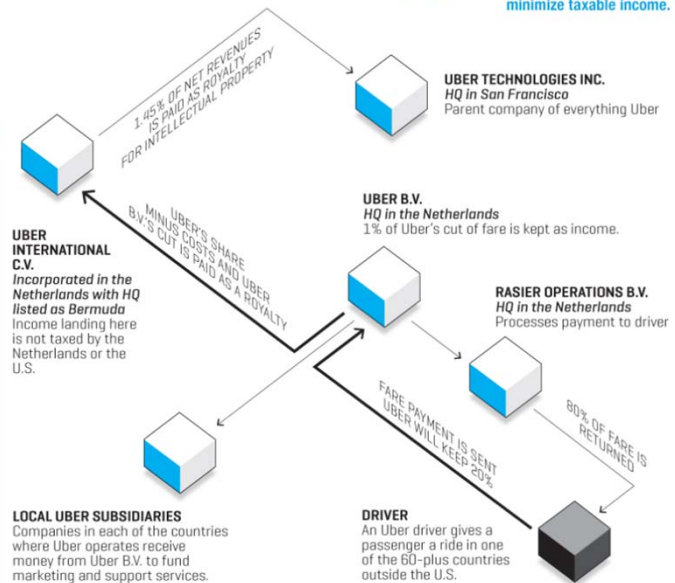 minimize taxable income.
1.45% OF NET REVENUES
IS PAID AS ROYALTY
FOR INTELLECTUAL PROPERTY
UBER TECHNOLOGIES INC.
HQ in San Francisco
Parent company of everything Uber
UBER
INTERNATIONAL
C.V.
Incorporated in the
Netherlands with HQ
listed as Bermuda
Income landing here
is not taxed by the
Netherlands or the
U.S.
UBER'S SHARE
MINUS COSTS AND UBER
B.V.'S CUT IS PAID AS A ROYALTY
UBER B.V.
HQ in the Netherlands
1% of Uber's cut of fare is kept as income.
RASIER OPERATIONS B.V.
HQ in the Netherlands
Processes payment to driver
FARE PAYMENT IS SENT
UBER WILL KEEP 20%
80% OF FARE IS
RETURNED
LOCAL UBER SUBSIDIARIES
Companies in each of the countries
where Uber operates receive
money from Uber B.V. to fund
marketing and support services.
DRIVER
An Uber driver gives a
passenger a ride in one
of the 60-plus countries
outside the U.S.